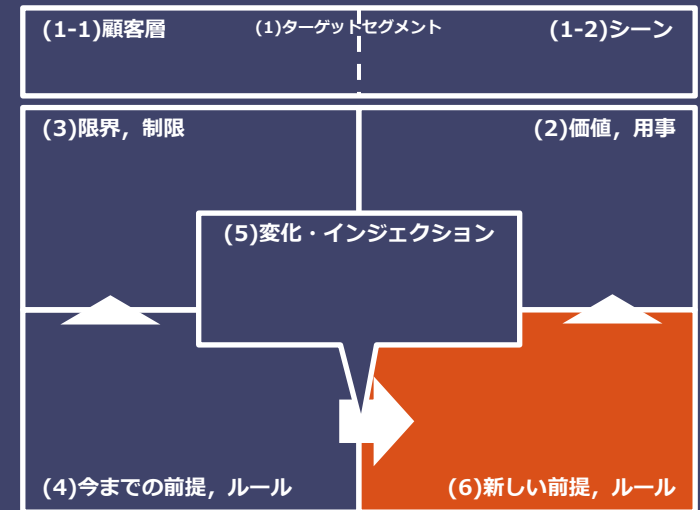 (1-1)顧客層
(1)ターゲットセグメント
(1-2)シーン
(3)限界，制限
(2)価値，用事
(5)変化・インジェクション
(4)今までの前提，ルール
(6)新しい前提，ルール